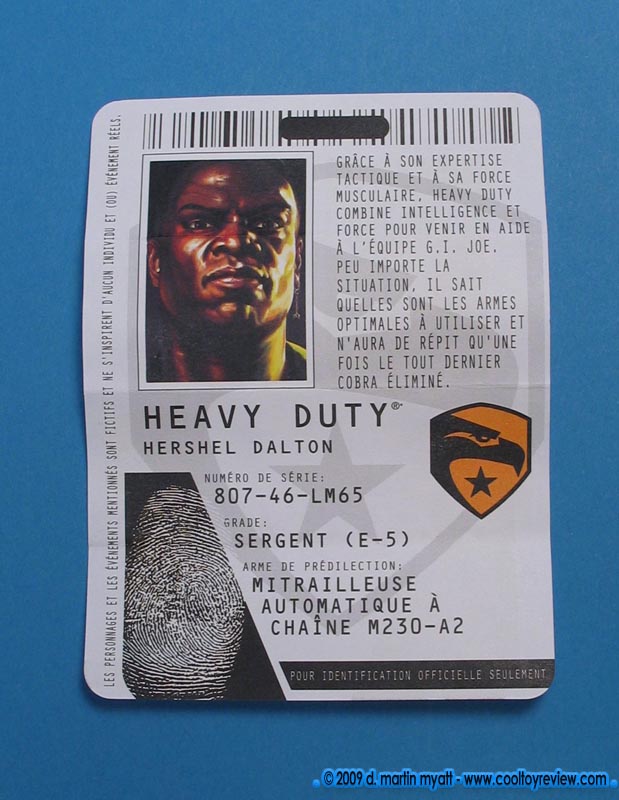 GRÂCE À SON EXPERTISE
TACTIQUE ET À SA FORCE
MUSCULAIRE, HEAVY DUTY
COMBINE INTELLIGENCE ET
FORCE POUR VENIR EN AIDE
À L'ÉQUIPE G.I. JOE.
PEU IMPORTE LA
SITUATION, IL SAIT
QUELLES SONT LES ARMES
OPTIMALES À UTILISER ET
N'AURA DE RÉPIT QU'UNE
FOIS LE TOUT DERNIER
COBRA ÉLIMINÉ.
HEAVY DUTY®*
HERSHEL DALTON
NUMÉRO DE SÉRIE:
807-46-LM65
GRADE:
SERGENT (E-5)
ARME DE PRÉDILECTION:
MITRAILLEUSE
AUTOMATIQUE À
CHAÎNE M230-A2
POUR IDENTIFICATION OFFICIELLE SEULEMENT
LES PERSONNAGES ET LES ÉVÉNEMENTS MENTIONNÉS SONT FICTIFS ET NE S'INSPIRENT D'AUCUN INDIVIDU ET (OU) ÉVÉNEMENT RÉELS.
© 2009 d. martin myatt - www.cooltoyreview.com